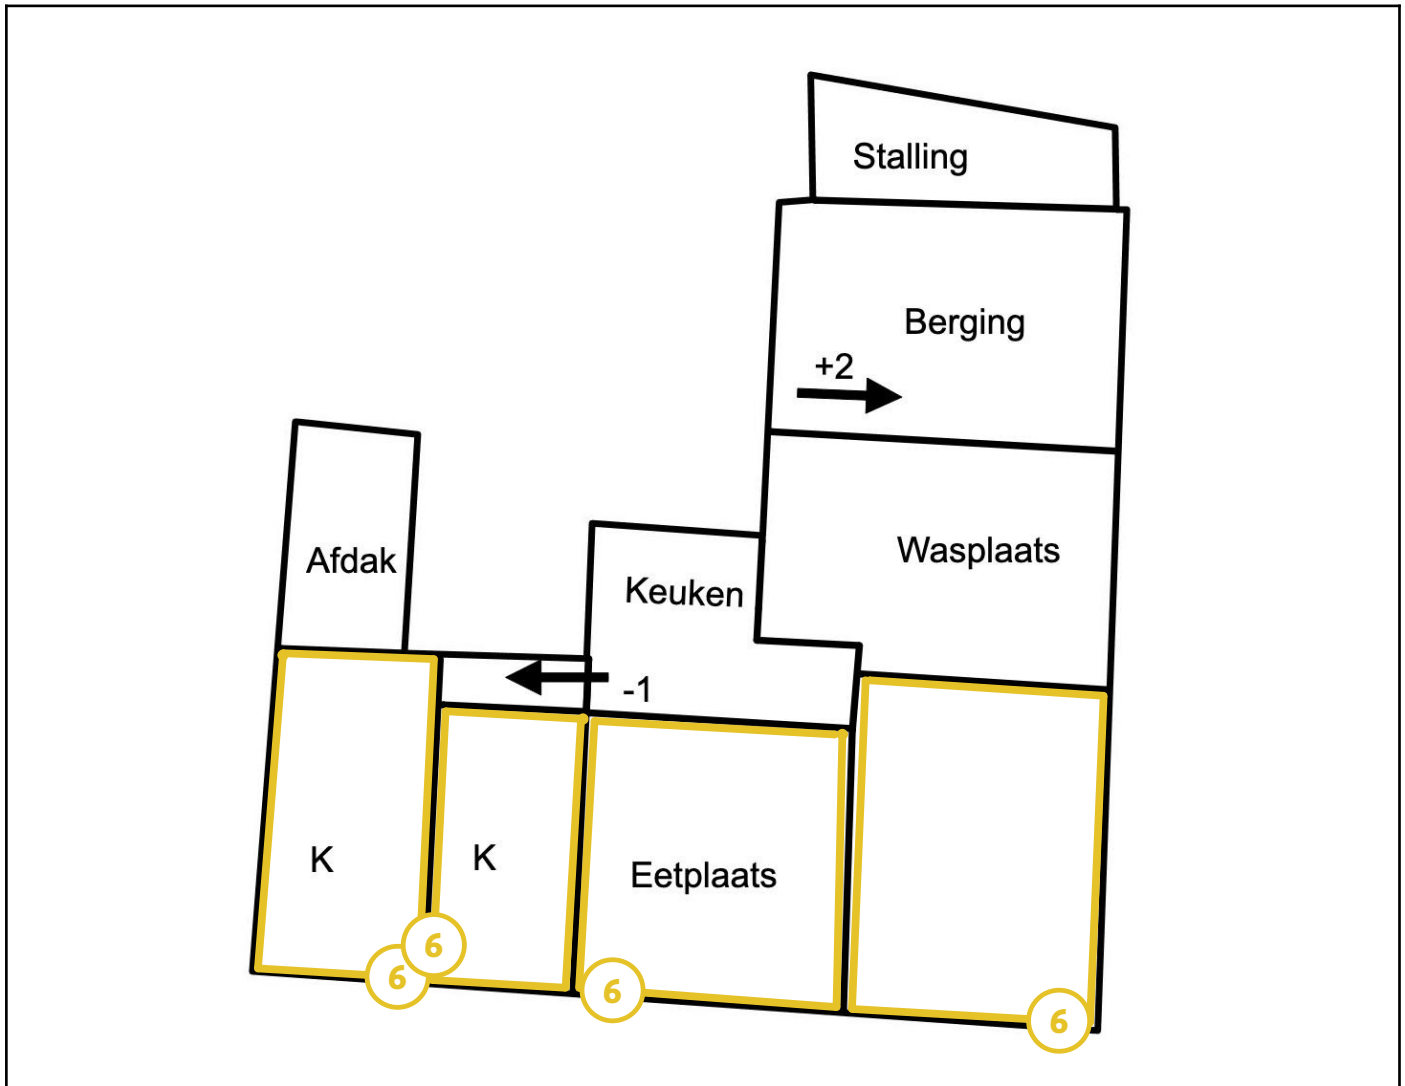 Stalling
Berging
+2
Wasplaats
Afdak
Keuken
-1
K
K
Eetplaats
6
6
6
6